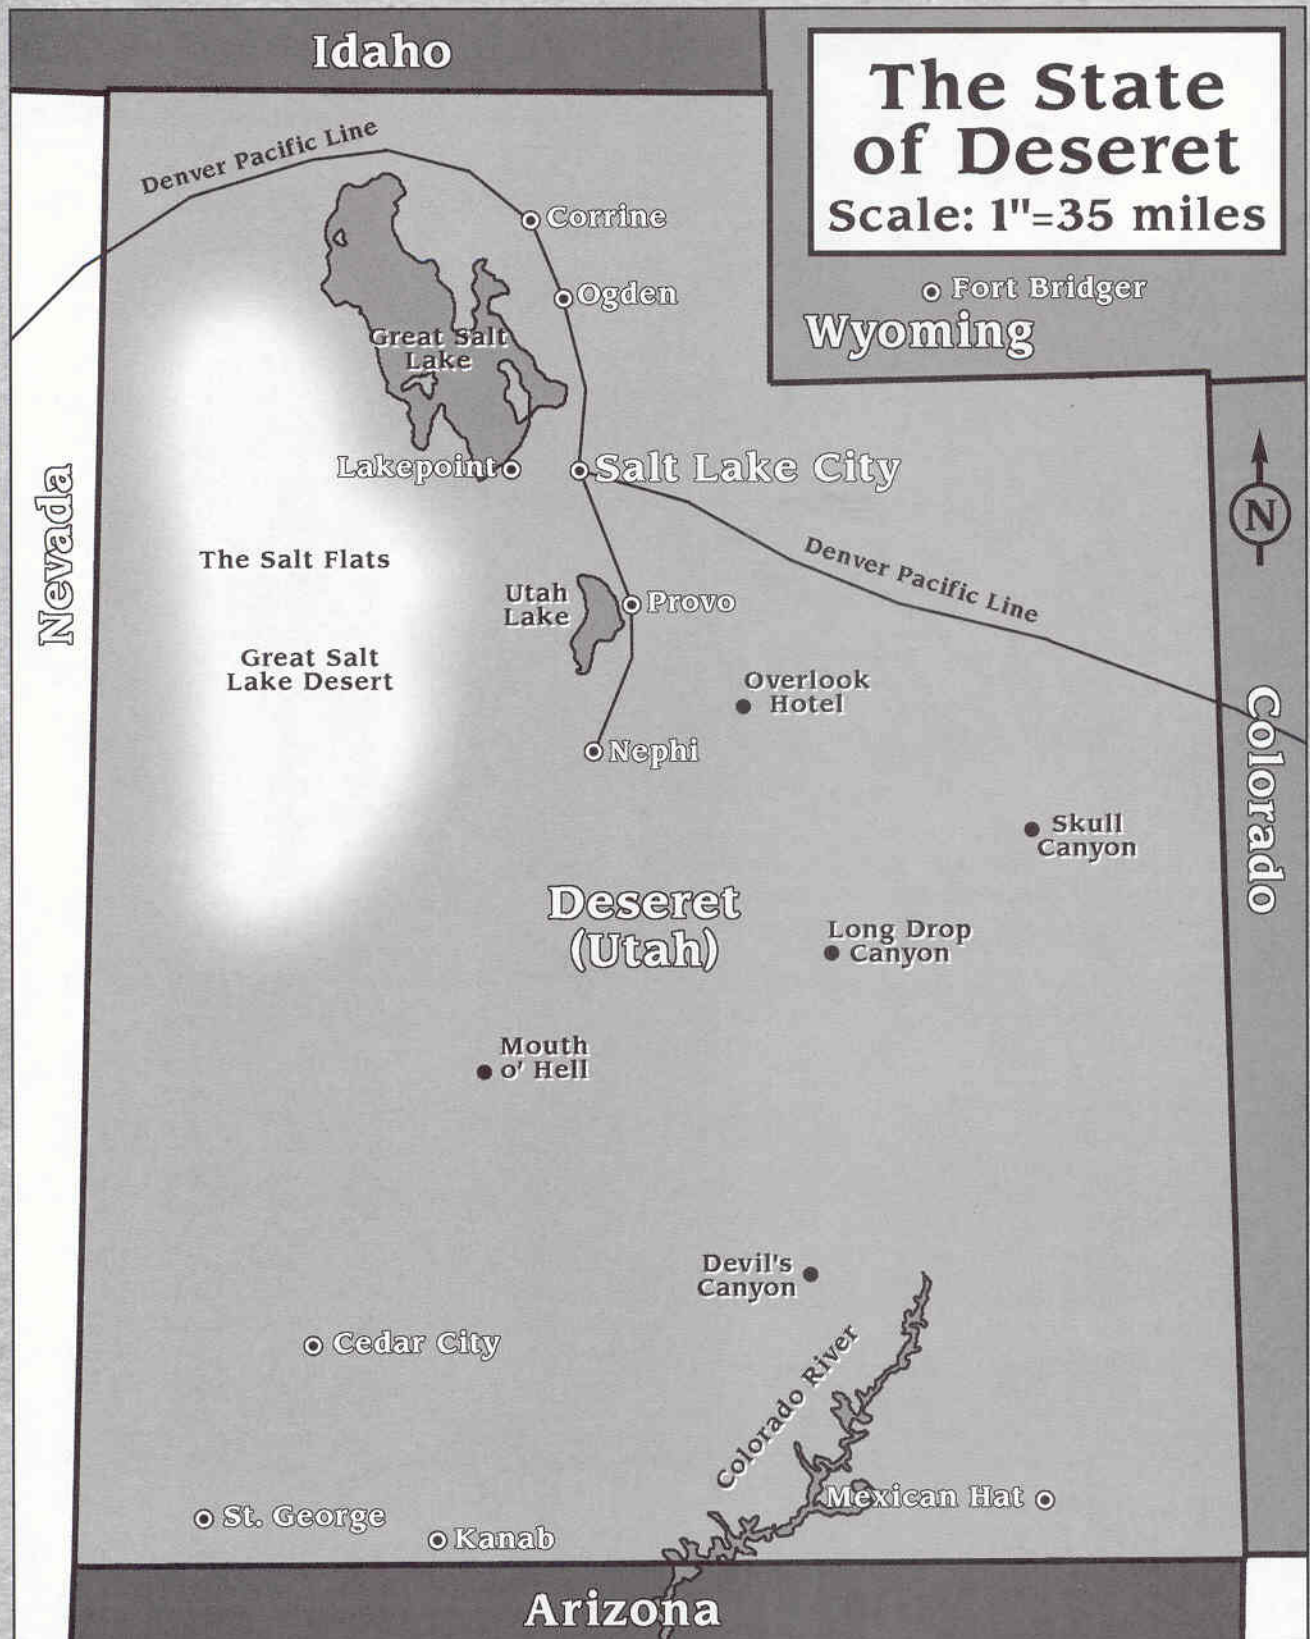 Idaho
The State
of Deseret
Scale: 1"=35 miles
Denver Pacific Line
Corrine
Ogden
Fort Bridger
Wyoming
Great Salt
Lake
Lakepoint
Salt Lake City
Nevada
N
The Salt Flats
Denver Pacific Line
Utah
Lake
Provo
Great Salt
Lake Desert
Overlook
Hotel
Colorado
Nephi
Skull
Canyon
Deseret
(Utah)
Long Drop
Canyon
Mouth
o' Hell
Devil's
Canyon
Cedar City
Colorado River
Mexican Hat
St. George
Kanab
Arizona